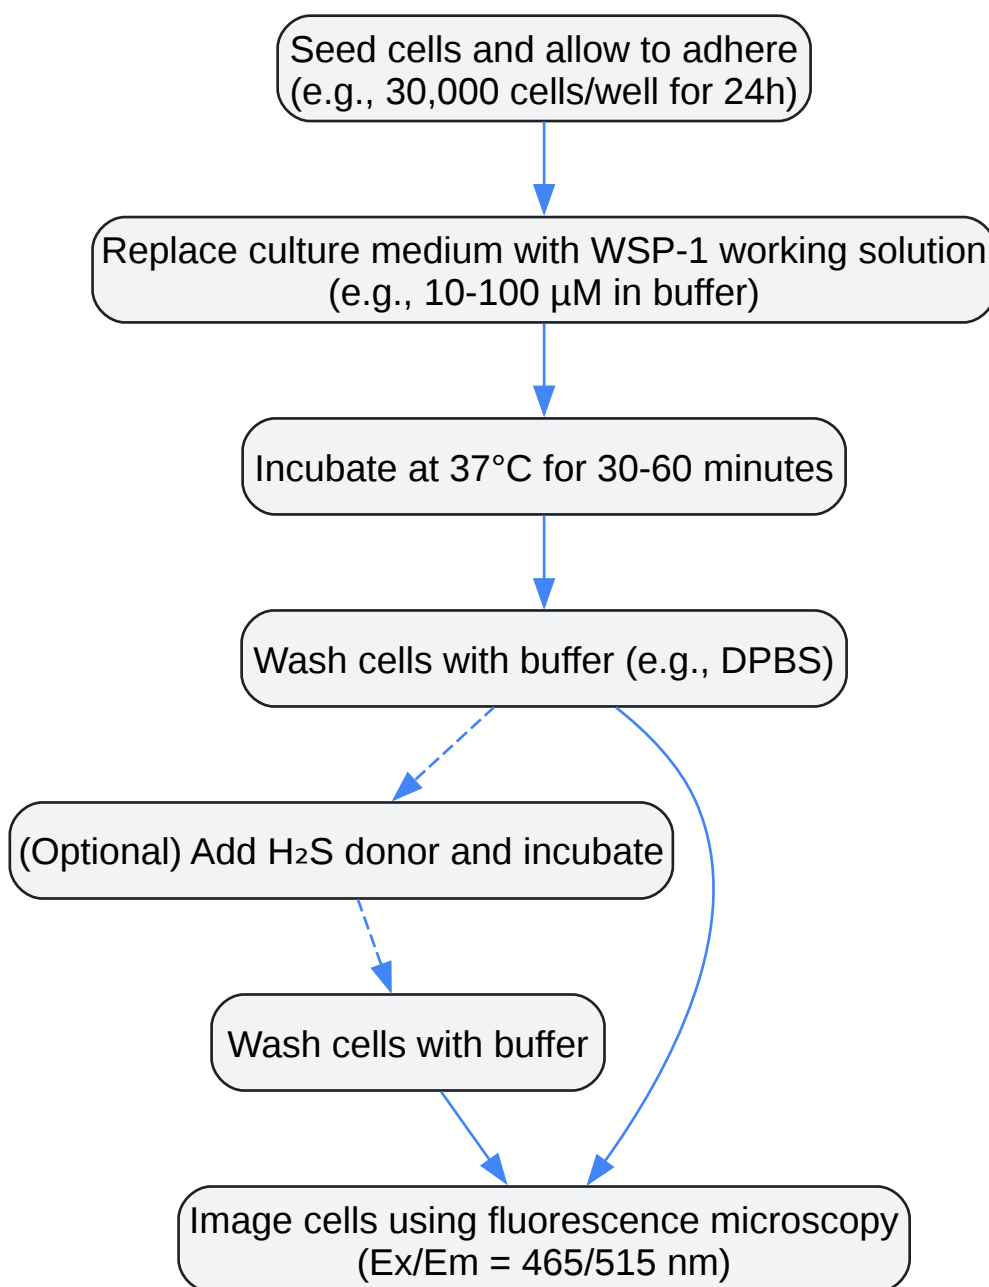 Seed cells and allow to adhere
(e.g., 30,000 cells/well for 24h)
Replace culture medium with WSP-1 working solution
(e.g., 10-100 µM in buffer)
Incubate at 37°C for 30-60 minutes
Wash cells with buffer (e.g., DPBS)
(Optional) Add H₂S donor and incubate
Wash cells with buffer
Image cells using fluorescence microscopy
(Ex/Em = 465/515 nm)